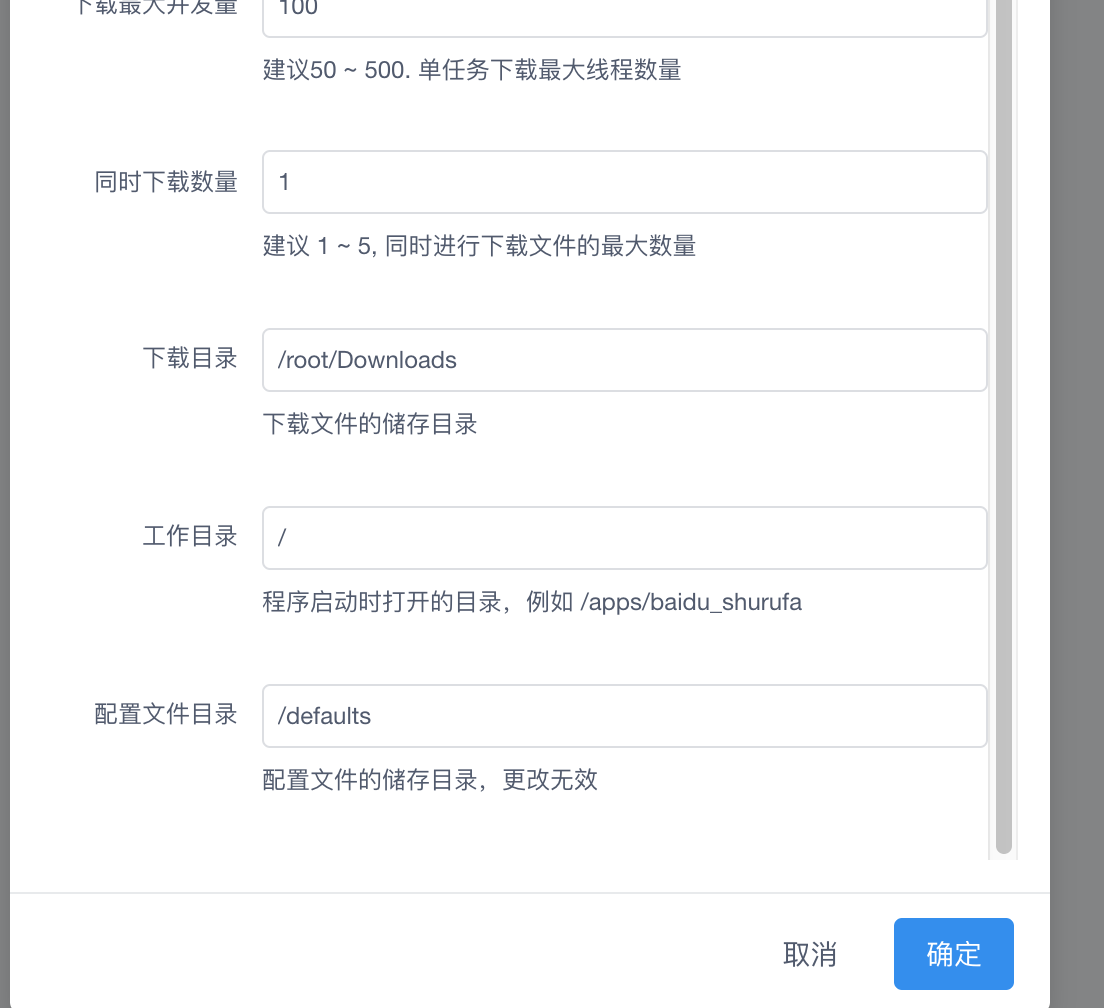 下载最大并发量
100
建议50 ~ 500. 单任务下载最大线程数量
同时下载数量
1
建议 1 ~ 5, 同时进行下载文件的最大数量
下载目录
/root/Downloads
下载文件的储存目录
工作目录
/
程序启动时打开的目录，例如 /apps/baidu_shurufa
配置文件目录
/defaults
配置文件的储存目录，更改无效
取消
确定